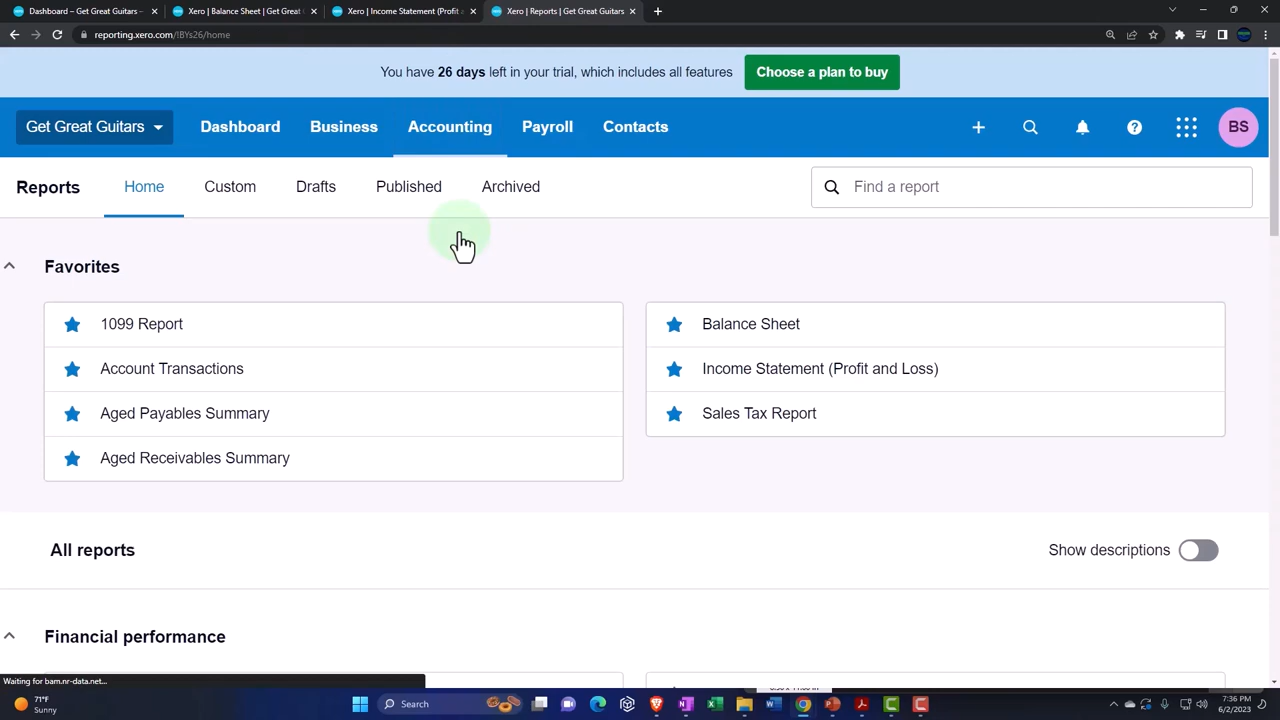 Dashboard – Get Great Guitars –
Xero | Balance Sheet | Get Great
Xero | Income Statement (Profit a
Xero | Reports | Get Great Guitars
reporting.xero.com/!BYs26/home
You have 26 days left in your trial, which includes all features
Choose a plan to buy
Get Great Guitars
Dashboard
Business
Accounting
Payroll
Contacts
BS
Reports
Home
Custom
Drafts
Published
Archived
Find a report
Favorites
1099 Report
Balance Sheet
Account Transactions
Income Statement (Profit and Loss)
Aged Payables Summary
Sales Tax Report
Aged Receivables Summary
All reports
Show descriptions
Financial performance
Waiting for bam.nr-data.net...
71°F
Sunny
Search
7:36 PM
6/2/2023